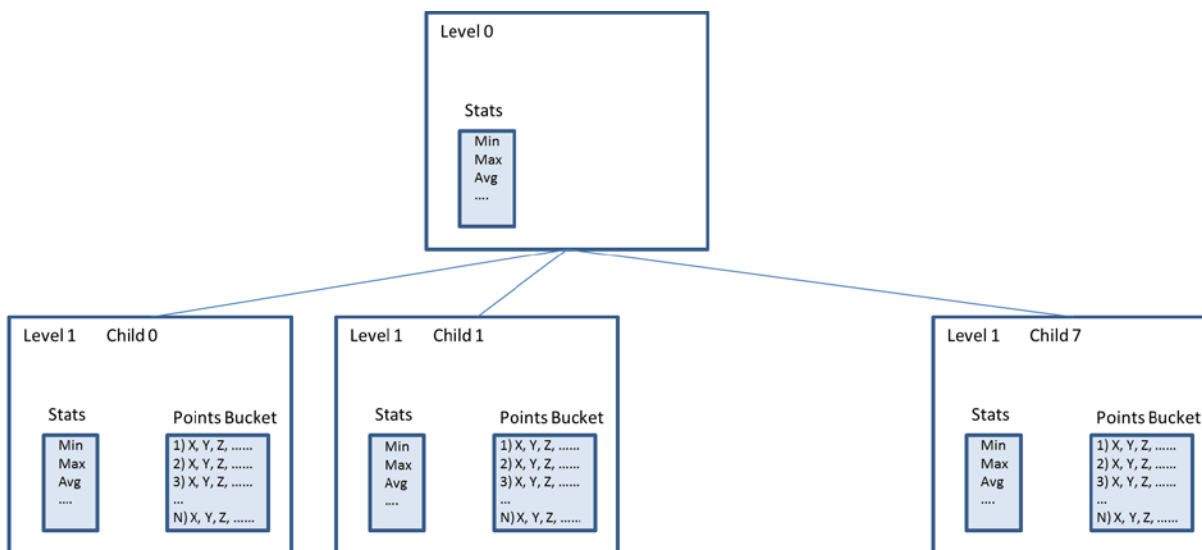 Level 0
Stats
Min
Max
Avg
....
Level 1 Child 0
Stats
Min
Max
Avg
....
Points Bucket
1) X, Y, Z, ......
2) X, Y, Z, ......
3) X, Y, Z, ......
...
N) X, Y, Z, ......
Level 1 Child 1
Stats
Min
Max
Avg
....
Points Bucket
1) X, Y, Z, ......
2) X, Y, Z, ......
3) X, Y, Z, ......
...
N) X, Y, Z, ......
Level 1 Child 7
Stats
Min
Max
Avg
....
Points Bucket
1) X, Y, Z, ......
2) X, Y, Z, ......
3) X, Y, Z, ......
...
N) X, Y, Z, ......